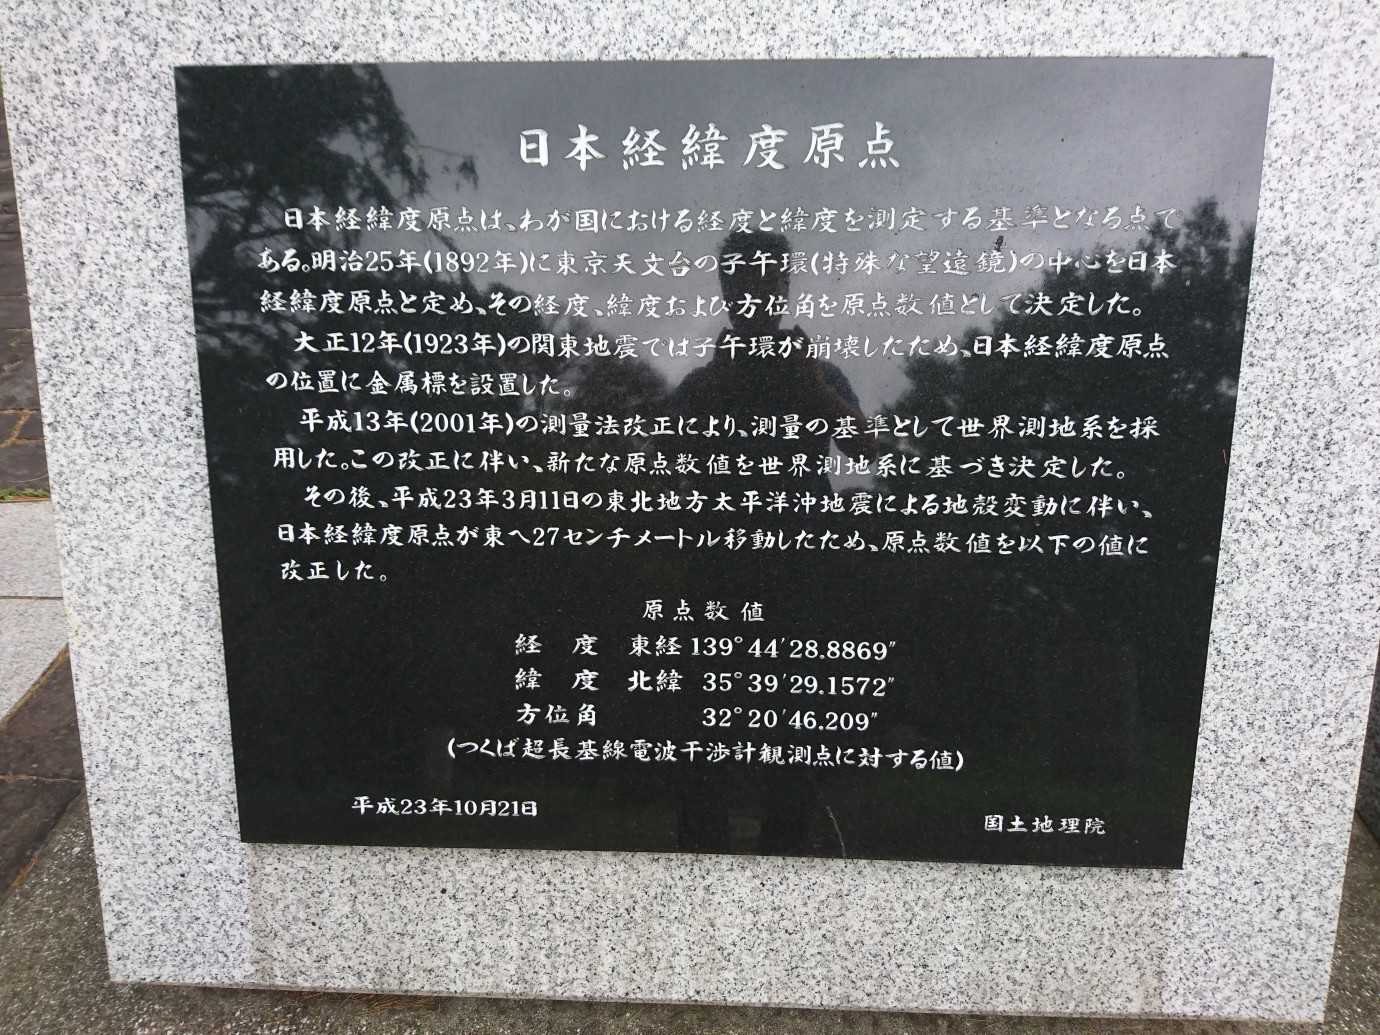 日本経緯度原点
日本経緯度原点は、わが国における経度と緯度を測定する基準となる点で
ある。明治25年(1892年)に東京天文台の子午環(特殊な望遠鏡)の中心を日本
経緯度原点と定め、その経度、緯度および方位角を原点数値として決定した。
大正12年(1923年)の関東地震では子午環が崩壊したため、日本経緯度原点
の位置に金属標を設置した。
平成13年(2001年)の測量法改正により、測量の基準として世界測地系を採
用した。この改正に伴い、新たな原点数値を世界測地系に基づき決定した。
その後、平成23年3月11日の東北地方太平洋沖地震による地殻変動に伴い、
日本経緯度原点が東へ27センチメートル移動したため、原点数値を以下の値に
改正した。
原点数値
経 度 東経 139°44′28.8869″
緯 度 北緯 35°39′29.1572″
方位角 32°20′46.209″
(つくば超長基線電波干渉計観測点に対する値)
平成23年10月21日
国土地理院